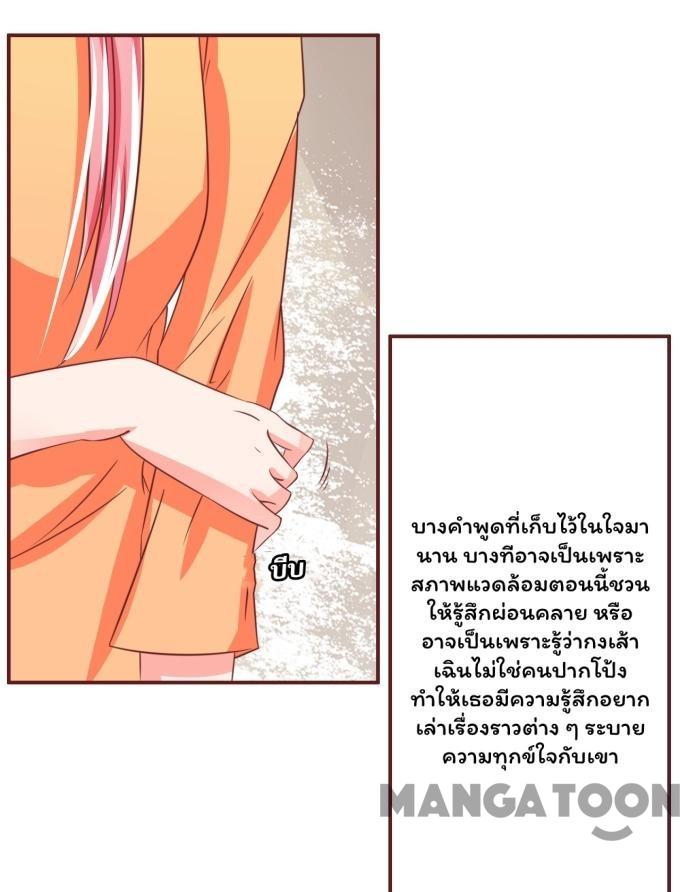 บีบ
บางคำพูดที่เก็บไว้ในใจมา
นาน บางทีอาจเป็นเพราะ
สภาพแวดล้อมตอนนี้ชวน
ให้รู้สึกผ่อนคลาย หรือ
อาจเป็นเพราะรู้ว่ากงเส้า
เฉินไม่ใช่คนปากโป้ง
ทำให้เธอมีความรู้สึกอยาก
เล่าเรื่องราวต่าง ๆ ระบาย
ความทุกข์ใจกับเขา
MANGATOON